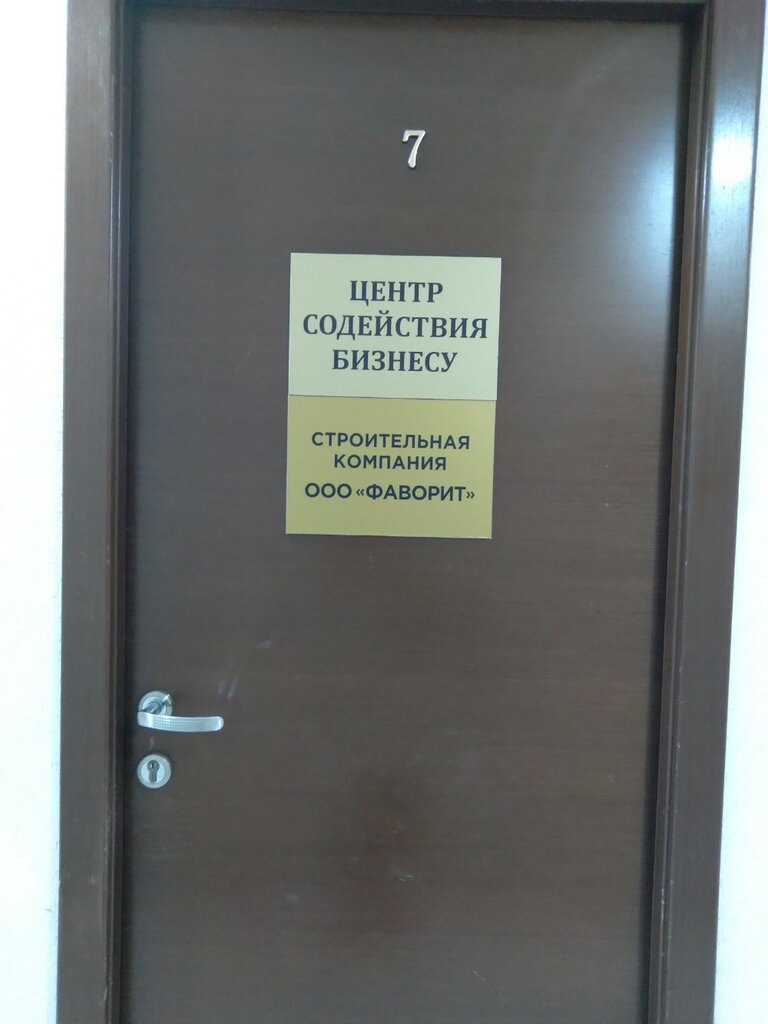 7
ЦЕНТР
СОДЕЙСТВИЯ
БИЗНЕСУ
СТРОИТЕЛЬНАЯ
КОМПАНИЯ
ООО «ФАВОРИТ»